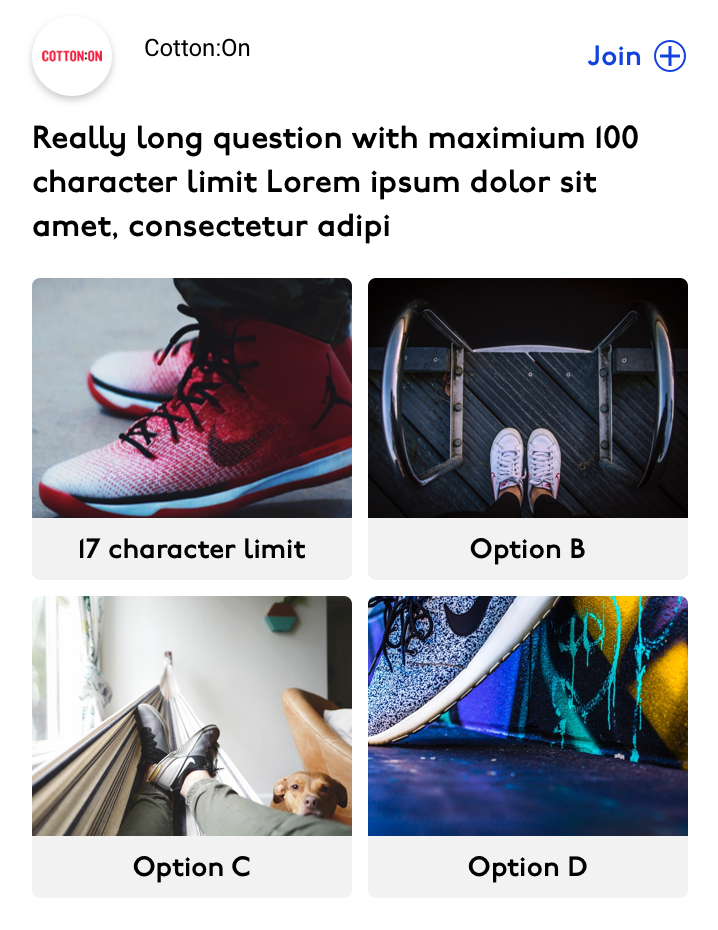 COTTON:ON
Cotton:On
Join
Really long question with maximium 100
character limit Lorem ipsum dolor sit
amet, consectetur adipi
17 character limit
Option B
Option C
Option D